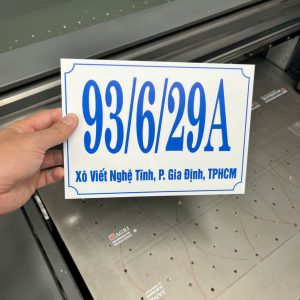 93/6/29A
Xô Viết Nghệ Tĩnh, P. Gia Định, TPHCM